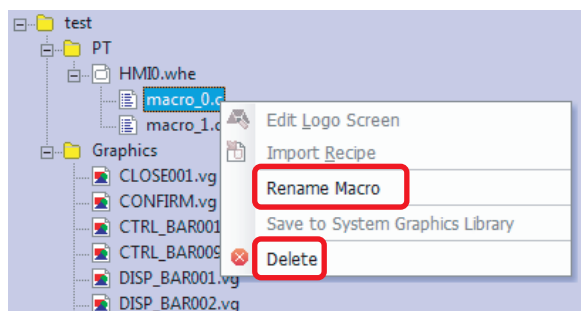 test
PT
HMI0.whe
macro_0.c
Edit Logo Screen
macro_1.c
Import Recipe
Graphics
Rename Macro
CLOSE001.vg
CONFIRM.vg
Save to System Graphics Library
CTRL_BAR001
CTRL_BAR009
Delete
DISP_BAR001.vg
DISP_BAR002.vg